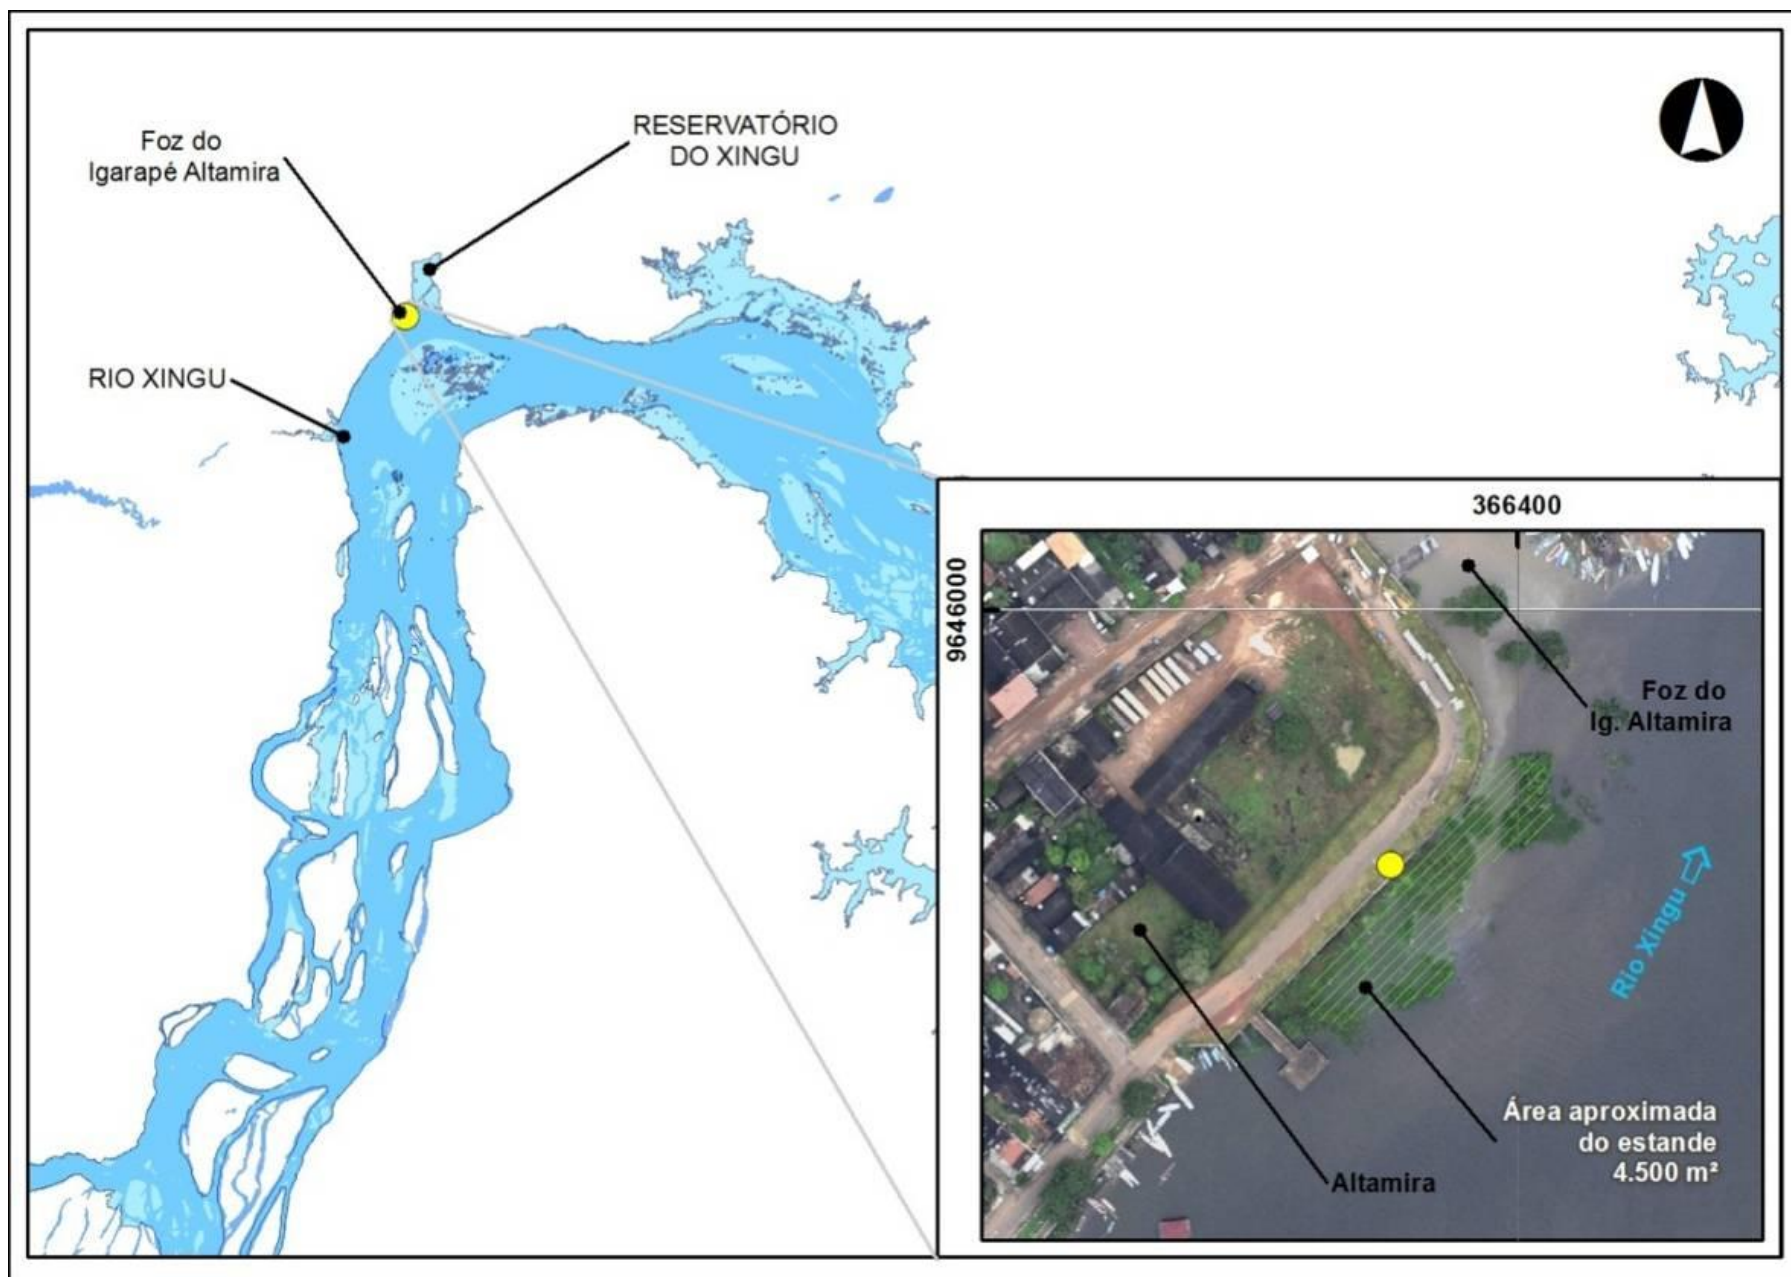 Foz do
Igarapé Altamira
RESERVATÓRIO
DO XINGU
RIO XINGU
366400
9646000
Foz do
Ig. Altamira
Rio Xingu
Área aproximada
do estande
4.500 m²
Altamira